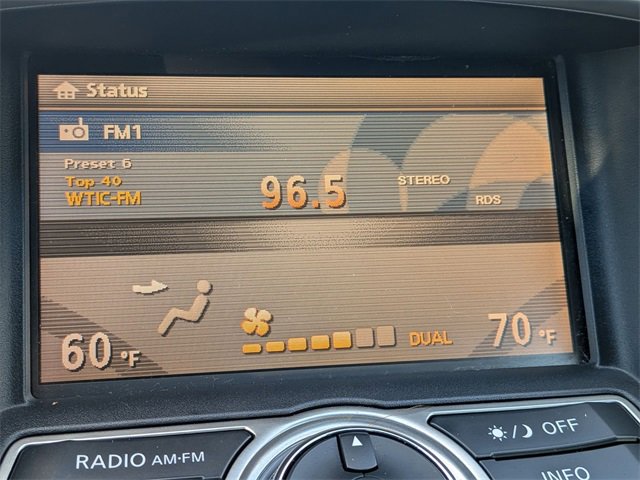 Status
FM1
Preset 6
Top 40
WTIC-FM
96.5
STEREO
RDS
60 °F
DUAL
70 °F
RADIO AM·FM
/ OFF
INFO